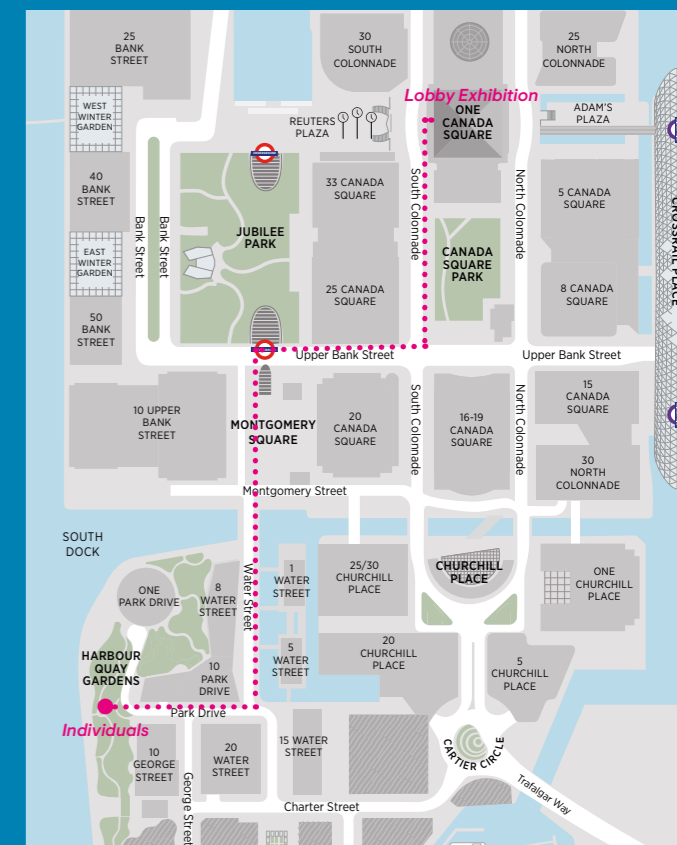 25
BANK
STREET
30
SOUTH
COLONNADE
25
NORTH
COLONNADE
Lobby Exhibition
ONE
CANADA
SQUARE
WEST
WINTER
GARDEN
REUTERS
PLAZA
ADAM'S
PLAZA
40
BANK
STREET
33 CANADA
SQUARE
5 CANADA
SQUARE
Bank Street
Bank Street
JUBILEE
PARK
South Colonnade
North Colonnade
CROSSRAIL PLACE
EAST
WINTER
GARDEN
CANADA
SQUARE
PARK
25 CANADA
SQUARE
8 CANADA
SQUARE
50
BANK
STREET
Upper Bank Street
Upper Bank Street
10 UPPER
BANK
STREET
MONTGOMERY
SQUARE
20
CANADA
SQUARE
South Colonnade
16-19
CANADA
SQUARE
North Colonnade
15
CANADA
SQUARE
30
NORTH
COLONNADE
Montgomery Street
SOUTH
DOCK
ONE
PARK DRIVE
8
WATER
STREET
Water Street
1
WATER
STREET
25/30
CHURCHILL
PLACE
CHURCHILL
PLACE
ONE
CHURCHILL
PLACE
HARBOUR
QUAY
GARDENS
10
PARK
DRIVE
5
WATER
STREET
20
CHURCHILL
PLACE
5
CHURCHILL
PLACE
Park Drive
Individuals
10
GEORGE
STREET
20
WATER
STREET
15 WATER
STREET
CARTIER CIRCLE
George Street
Charter Street
Trafalgar Way